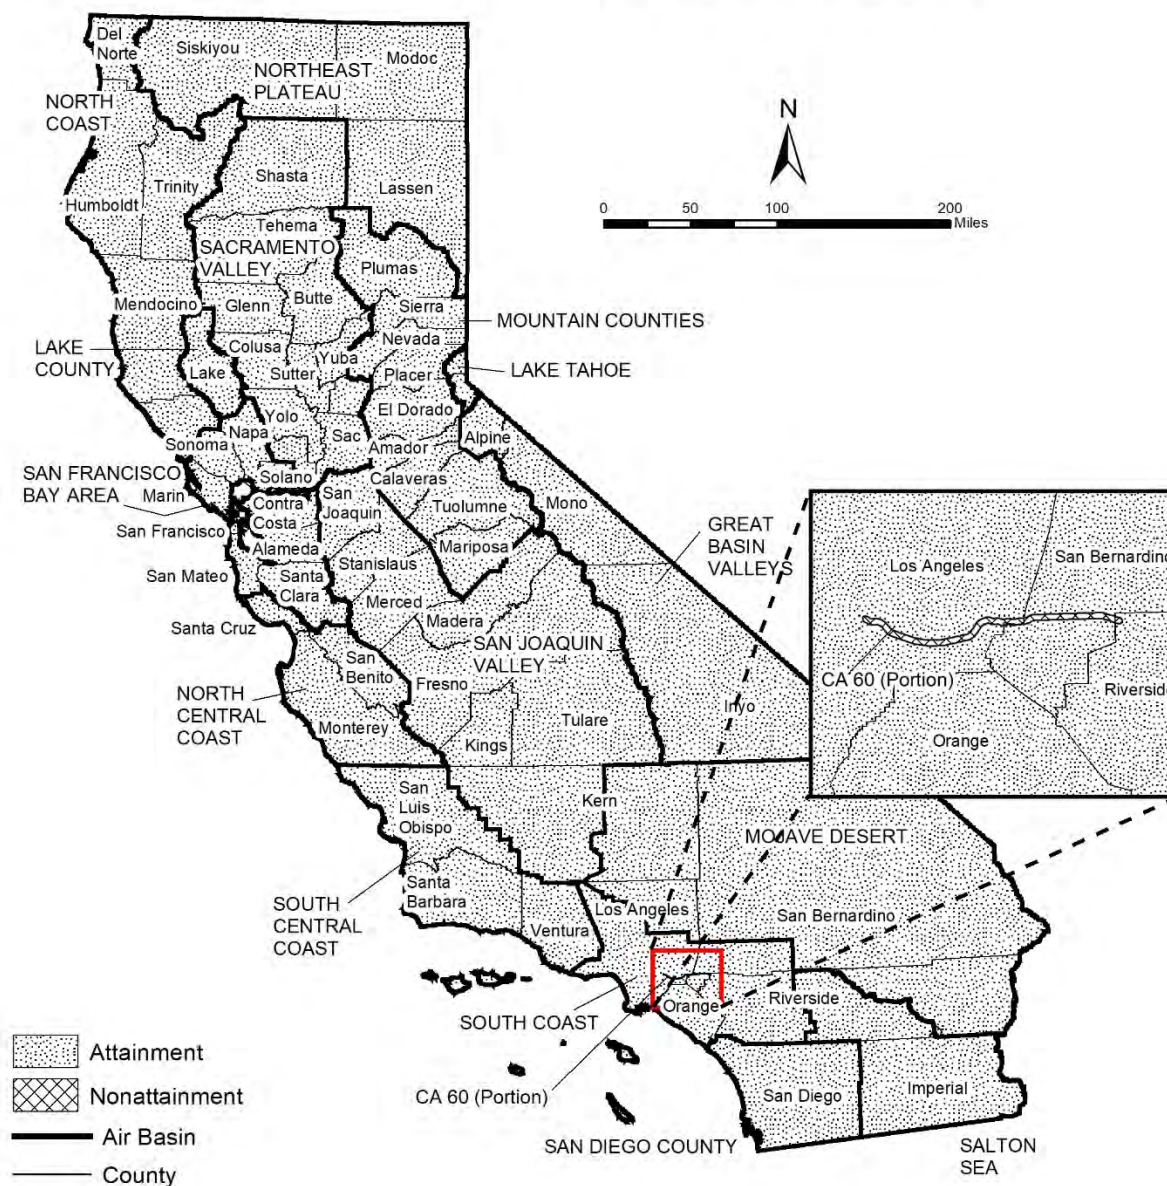 Del
Norte
Siskiyou
Modoc
NORTHEAST
PLATEAU
NORTH
COAST
N
Trinity
Shasta
Lassen
Humboldt
0 50 100 200
Miles
Tehema
SACRAMENTO
VALLEY
Plumas
Mendocino
Glenn
Butte
Sierra
MOUNTAIN COUNTIES
Nevada
LAKE
COUNTY
Colusa
Yuba
Lake
Sutter
Placer
LAKE TAHOE
El Dorado
Yolo
Napa
Sonoma
Sac
Alpine
Amador
SAN FRANCISCO
BAY AREA
Marin
Solano
Calaveras
San
Joaquin
Contra
Costa
Mono
Tuolumne
San Francisco
GREAT
BASIN
VALLEYS
Alameda
Mariposa
Stanislaus
San Mateo
Santa
Clara
Merced
Madera
Santa Cruz
SAN JOAQUIN
VALLEY
San
Benito
Fresno
NORTH
CENTRAL
COAST
Monterey
Tulare
Inyo
Kings
Los Angeles
San Bernardino
CA 60 (Portion)
Riverside
Orange
San
Luis
Obispo
Kern
MOJAVE DESERT
Santa
Barbara
SOUTH
CENTRAL
COAST
Ventura
Los Angeles
San Bernardino
Riverside
Orange
SOUTH COAST
CA 60 (Portion)
San Diego
Imperial
SAN DIEGO COUNTY
SALTON
SEA
Attainment
Nonattainment
Air Basin
County